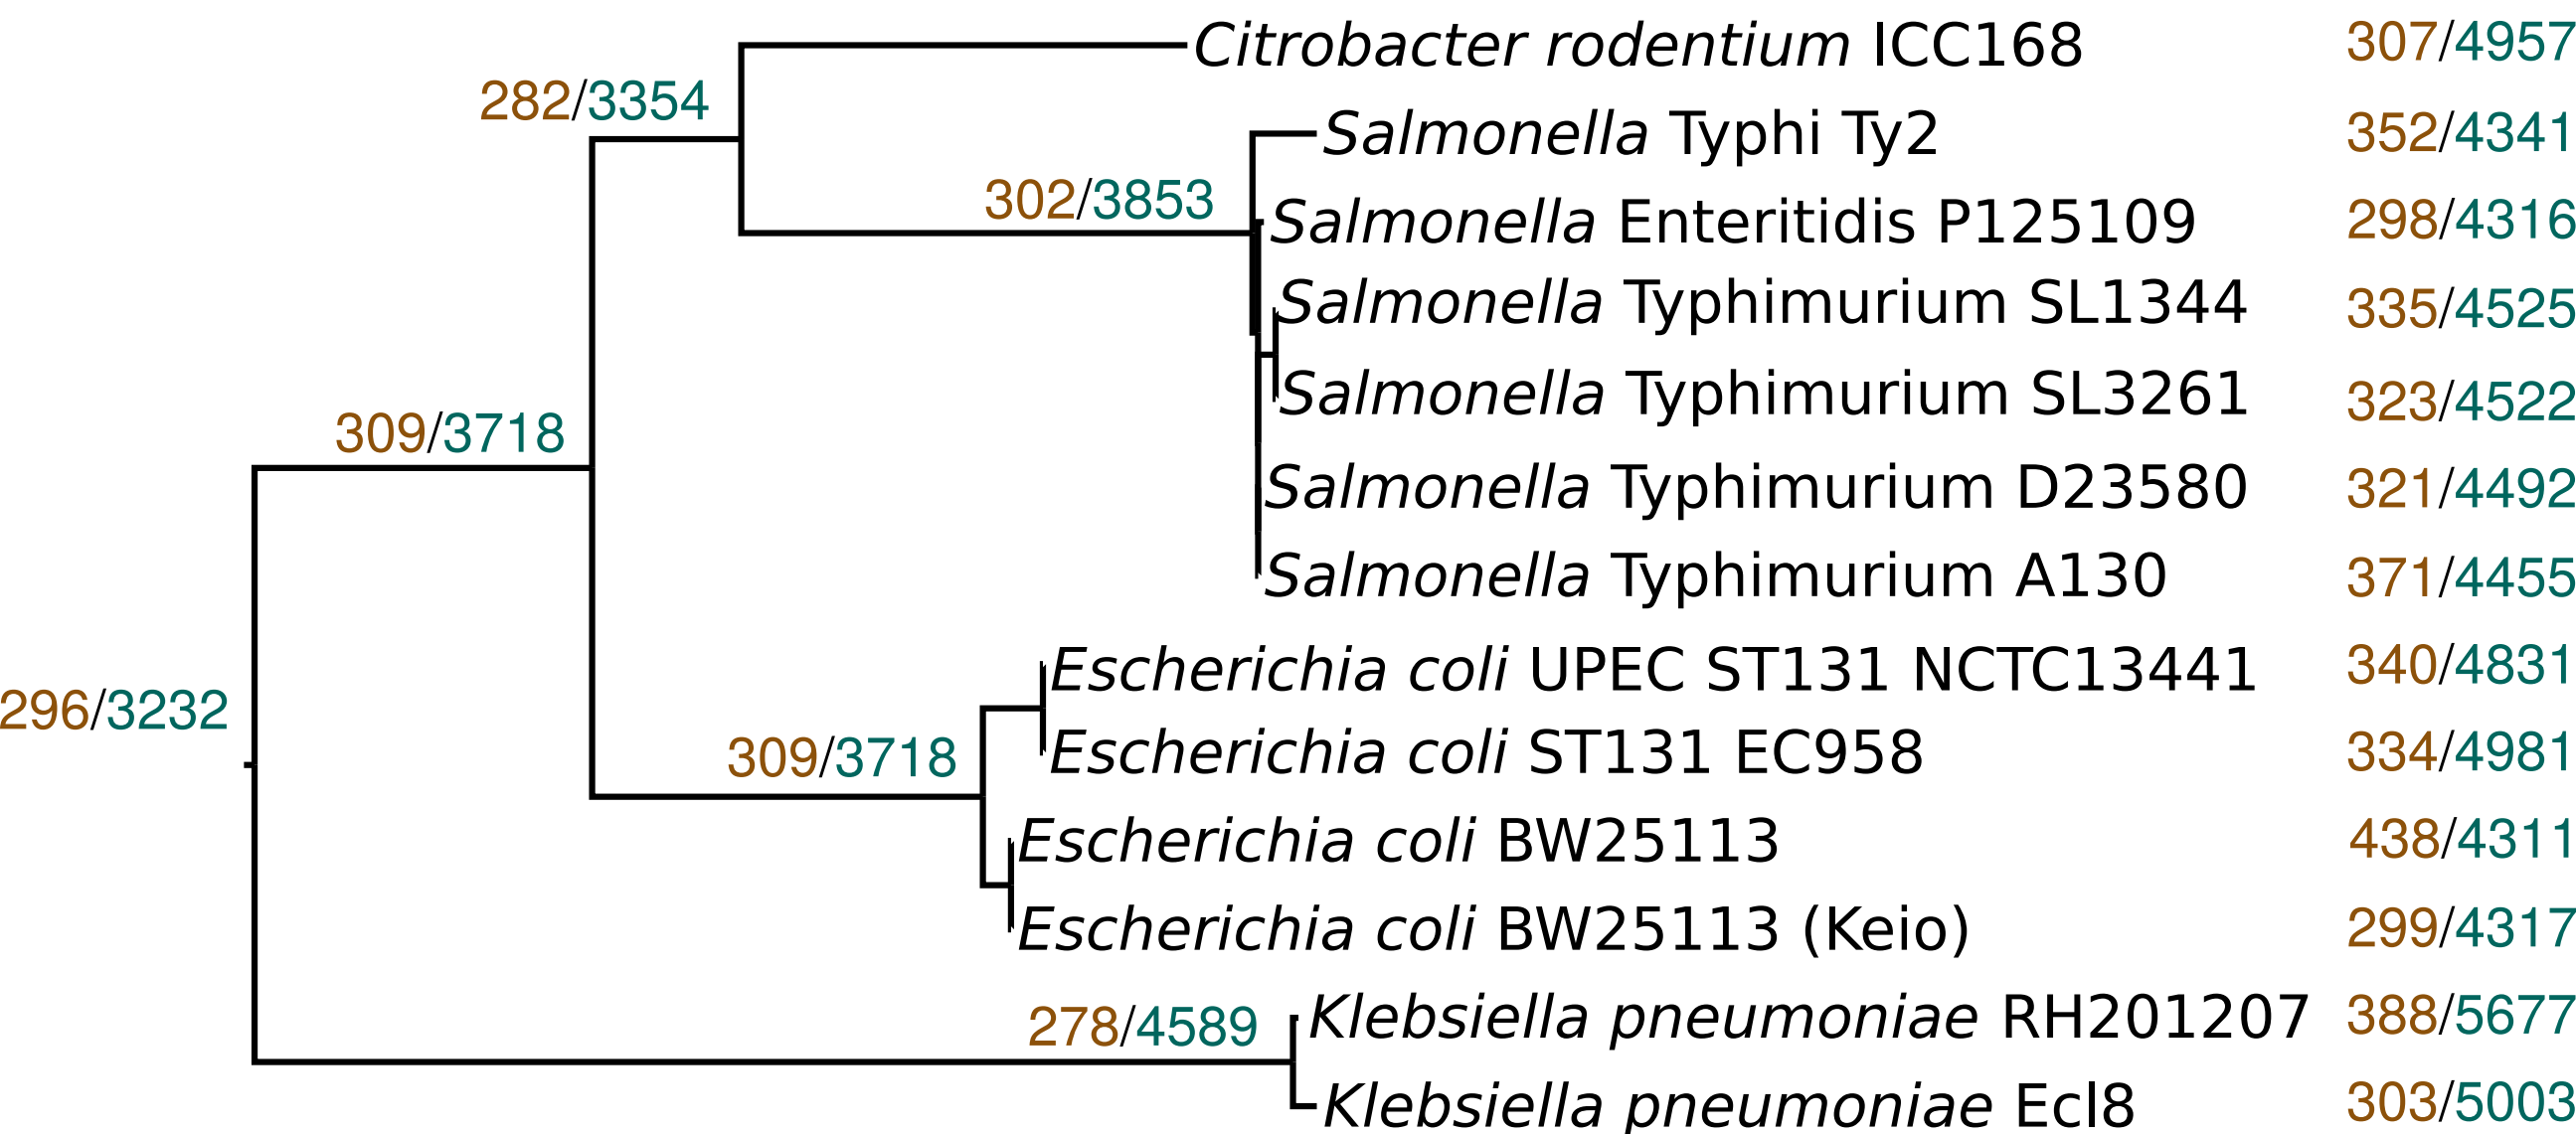 Citrobacter rodentium ICC168 307/4957
282/3354
Salmonella Typhi Ty2 352/4341
302/3853
Salmonella Enteritidis P125109 298/4316
Salmonella Typhimurium SL1344 335/4525
Salmonella Typhimurium SL3261 323/4522
309/3718
Salmonella Typhimurium D23580 321/4492
Salmonella Typhimurium A130 371/4455
Escherichia coli UPEC ST131 NCTC13441 340/4831
296/3232
Escherichia coli ST131 EC958 334/4981
309/3718
Escherichia coli BW25113 438/4311
Escherichia coli BW25113 (Keio) 299/4317
Klebsiella pneumoniae RH201207 388/5677
278/4589
Klebsiella pneumoniae Ecl8 303/5003